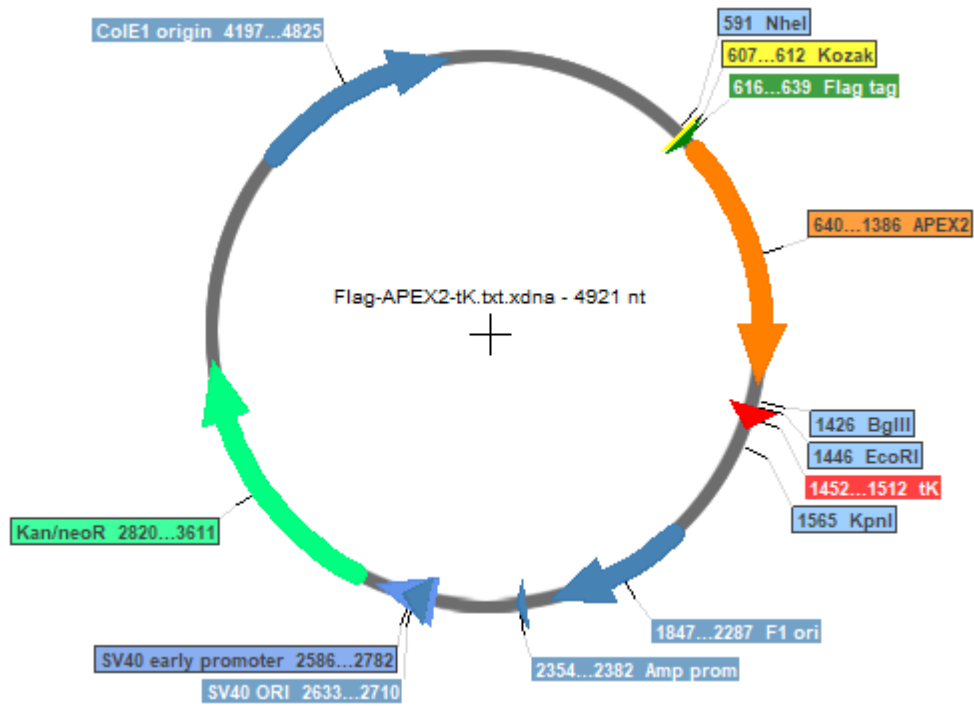 ColE1 origin 4197...4825
591 NheI
607...612 Kozak
616...639 Flag tag
640...1386 APEX2
Flag-APEX2-tK.txt.xdna - 4921 nt
1426 BglII
1446 EcoRI
1452...1512 tK
1565 KpnI
Kan/neoR 2820...3611
1847...2287 F1 ori
SV40 early promoter 2586...2782
2354...2382 Amp prom
SV40 ORI 2633...2710